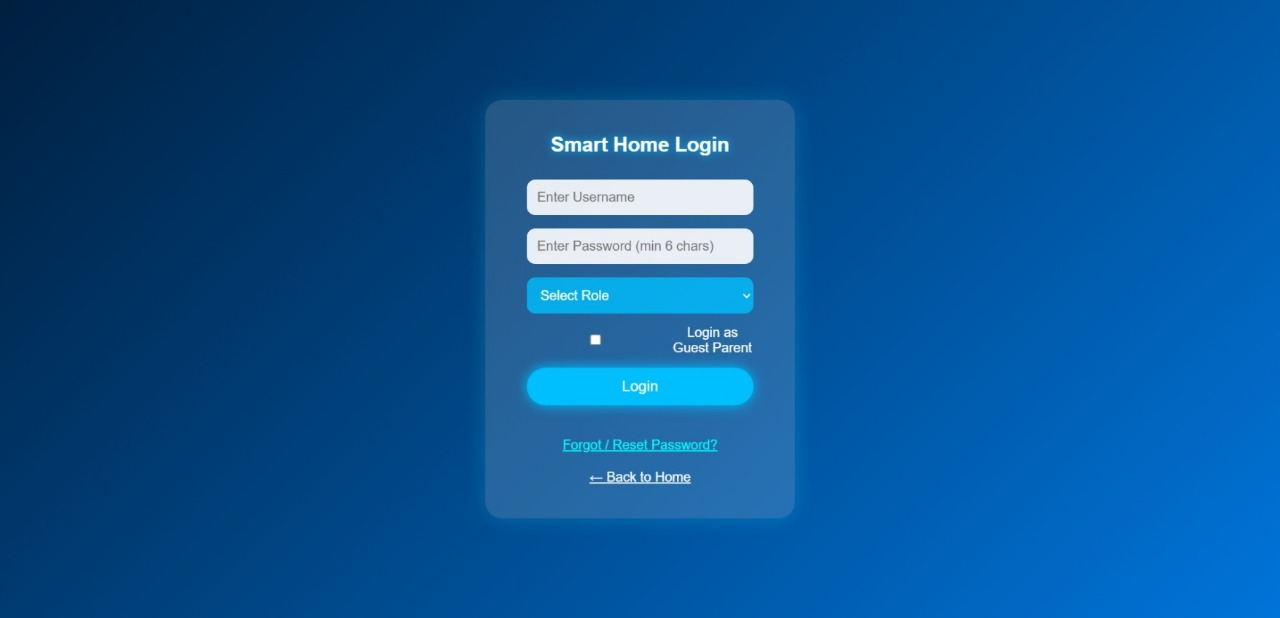 Smart Home Login
Enter Username
Enter Password (min 6 chars)
Select Role
Login as
Guest Parent
Login
Forgot / Reset Password?
← Back to Home